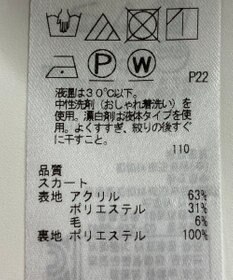 P W
P22
液温は30℃以下。
中性洗剤(おしゃれ着洗い)を
使用。漂白剤は液体タイプを使
用。よくすすぎ、絞りの後すぐ
に干すこと。
110
品質
スカート
表地 アクリル 63%
ポリエステル 31%
毛 6%
裏地 ポリエステル 100%